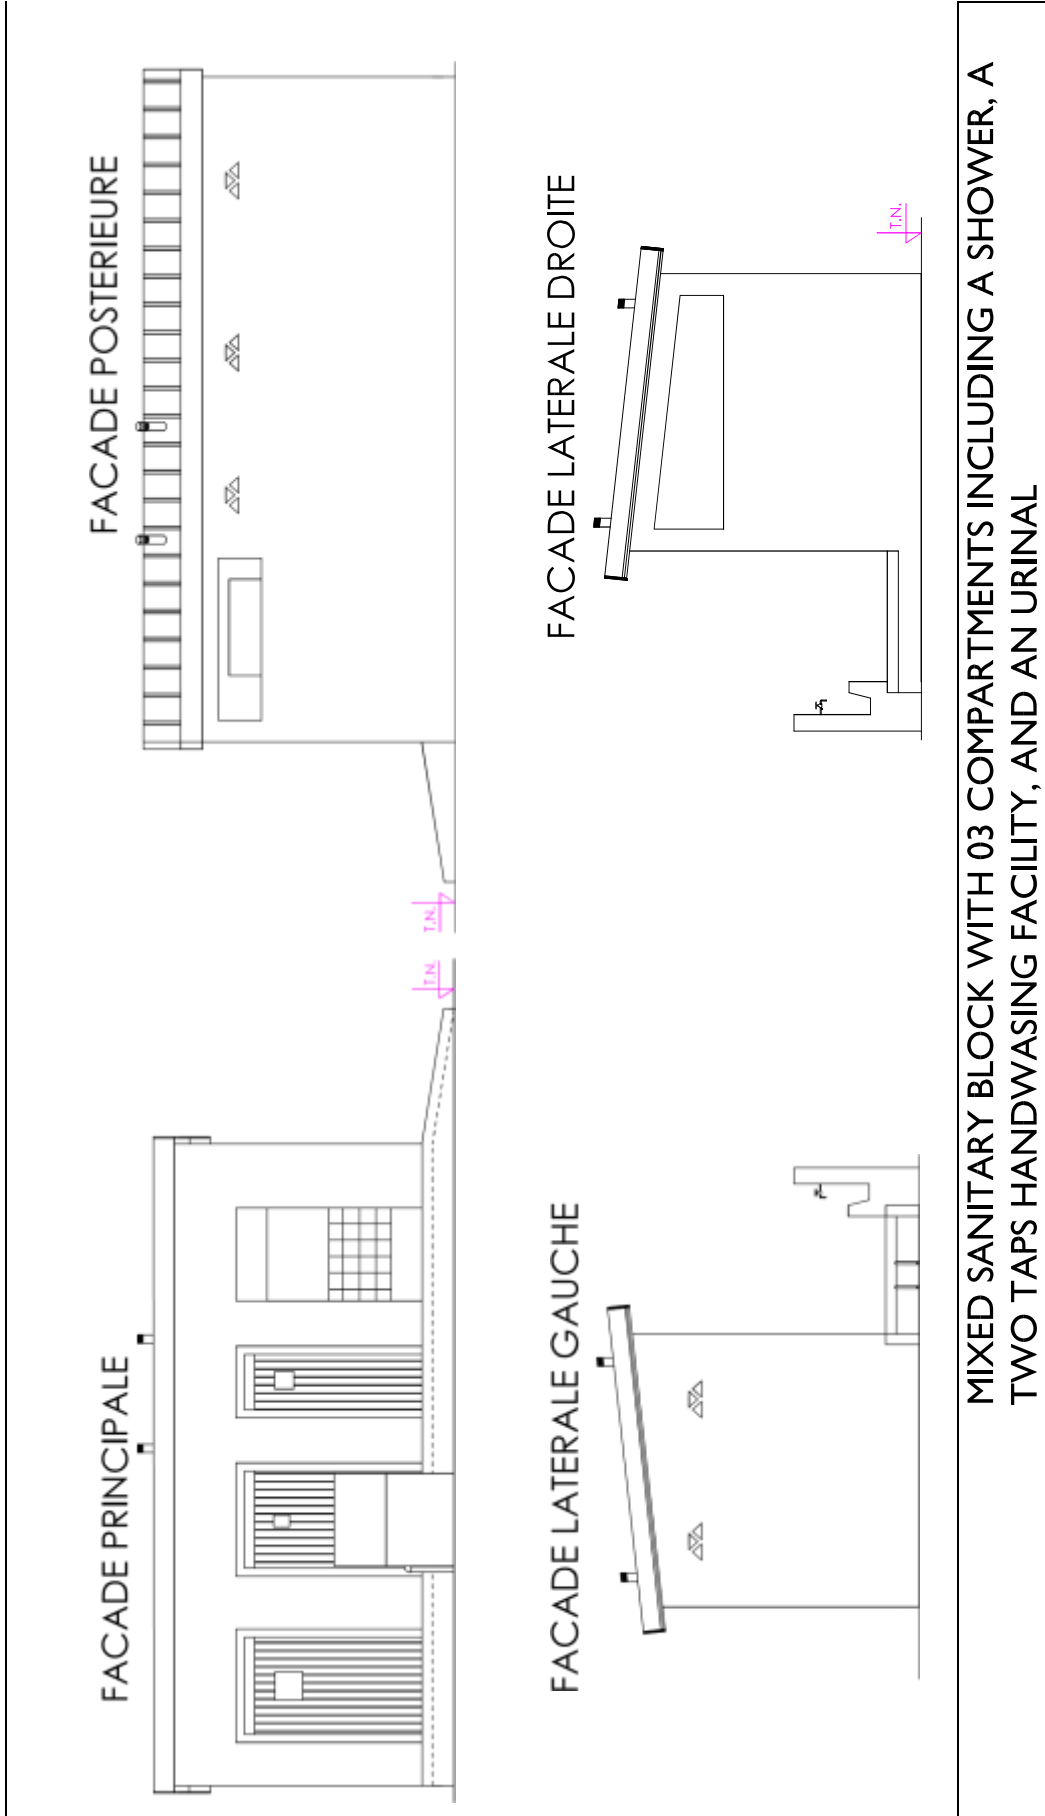 FACADE PRINCIPALE
T.N.
FACADE POSTERIEURE
T.N.
FACADE LATERALE GAUCHE
FACADE LATERALE DROITE
T.N.
MIXED SANITARY BLOCK WITH 03 COMPARTMENTS INCLUDING A SHOWER, A
TWO TAPS HANDWASING FACILITY, AND AN URINAL